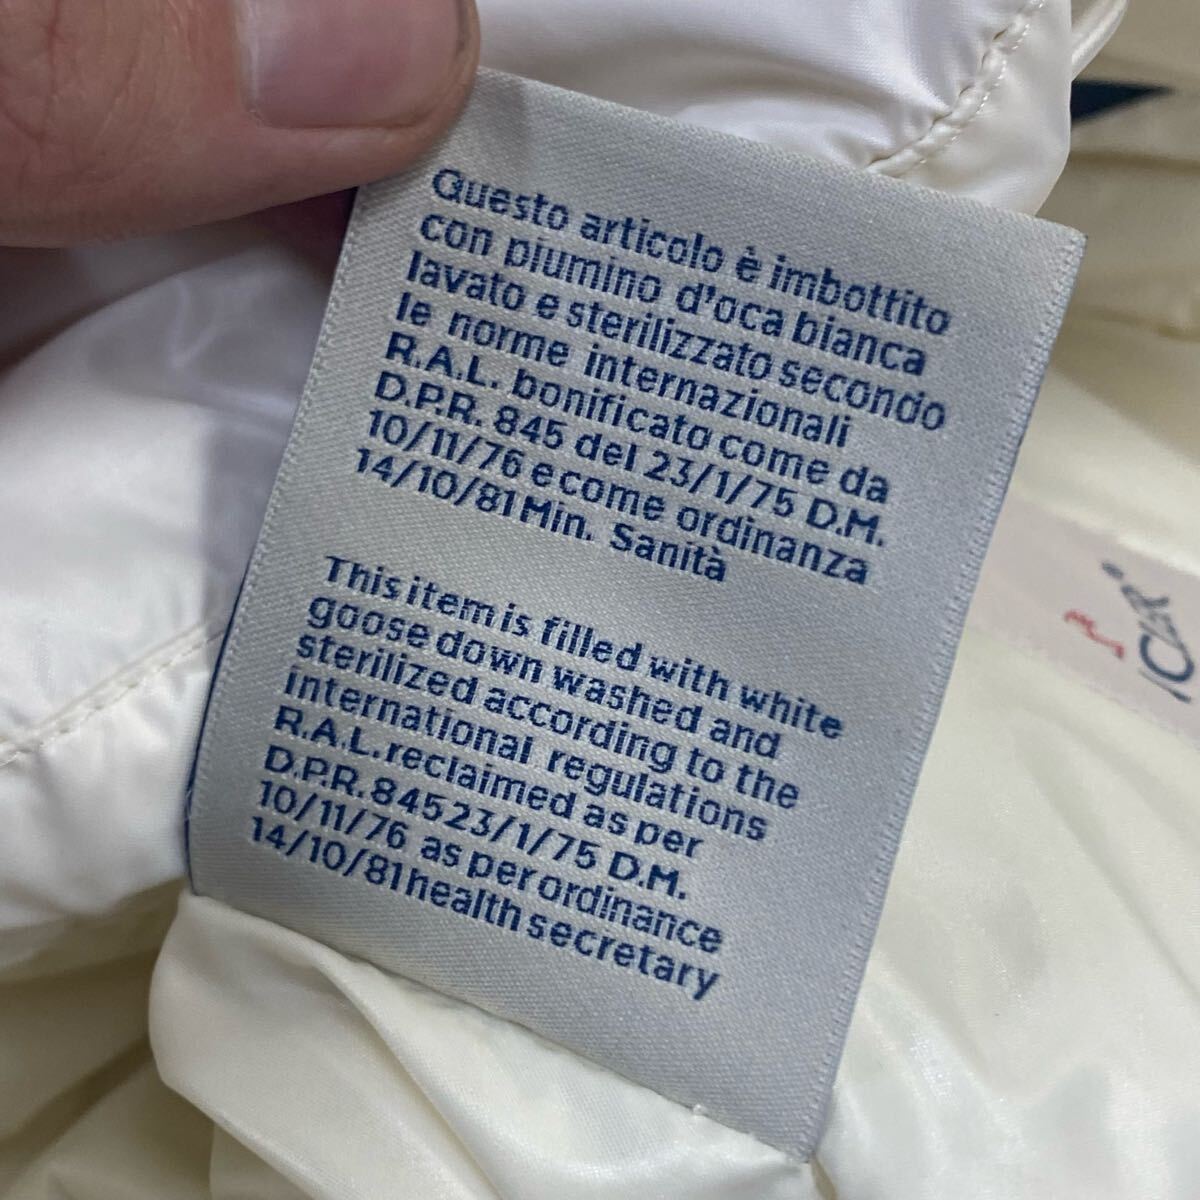 Questo articolo è imbottito
con piumino d'oca bianca
lavato e sterilizzato secondo
le norme internazionali
R.A.L. bonificato come da
D.P.R. 845 del 23/1/75 D.M.
10/11/76 e come ordinanza
14/10/81 Min. Sanità
This item is filled with white
goose down washed and
sterilized according to the
international regulations
R.A.L. reclaimed as per
D.P.R. 845 23/1/75 D.M.
10/11/76 as per ordinance
14/10/81 health secretary